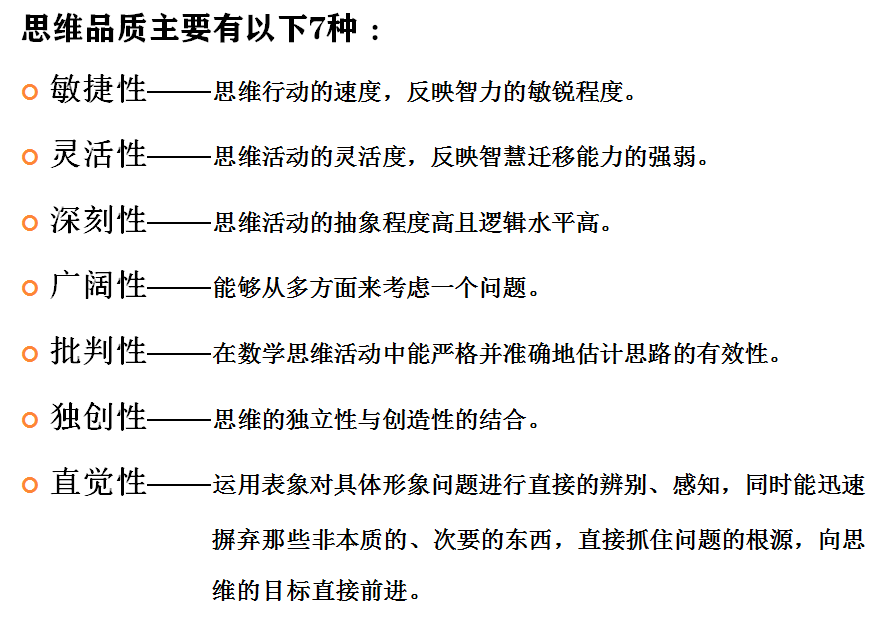 思维品质主要有以下7种：
敏捷性——思维行动的速度，反映智力的敏锐程度。
灵活性——思维活动的灵活度，反映智慧迁移能力的强弱。
深刻性——思维活动的抽象程度高且逻辑水平高。
广阔性——能够从多方面来考虑一个问题。
批判性——在数学思维活动中能严格并准确地估计思路的有效性。
独创性——思维的独立性与创造性的结合。
直觉性——运用表象对具体形象问题进行直接的辨别、感知，同时能迅速
摒弃那些非本质的、次要的东西，直接抓住问题的根源，向思
维的目标直接前进。